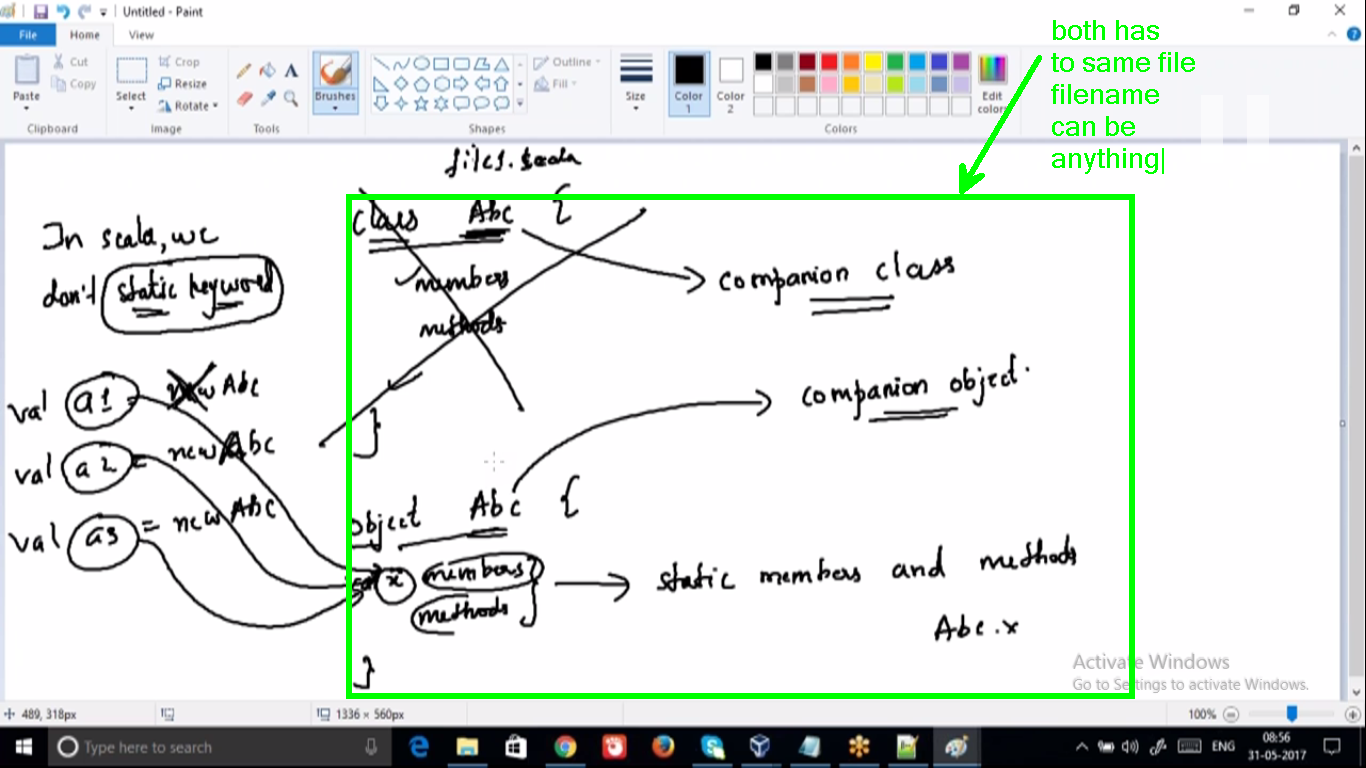 Untitled - Paint
File
Home
View
Paste
Cut
Copy
Clipboard
Select
Crop
Resize
Rotate
Image
Tools
Brushes
Shapes
Outline
Fill
Size
Color 1
Color 2
Edit colors
Colors
both has
to same file
filename
can be
anything
file1.scala
In scala, we
don't static keyword
class Abc {
members
methods
}
companion class
companion object.
val a1 new Abc
val a2 = new Abc
val a3 = new Abc
object Abc {
x members
methods
}
static members and methods
Abc.x
Activate Windows
Go to Settings to activate Windows.
489, 318px
1336 × 560px
100%
Type here to search
ENG
08:56
31-05-2017